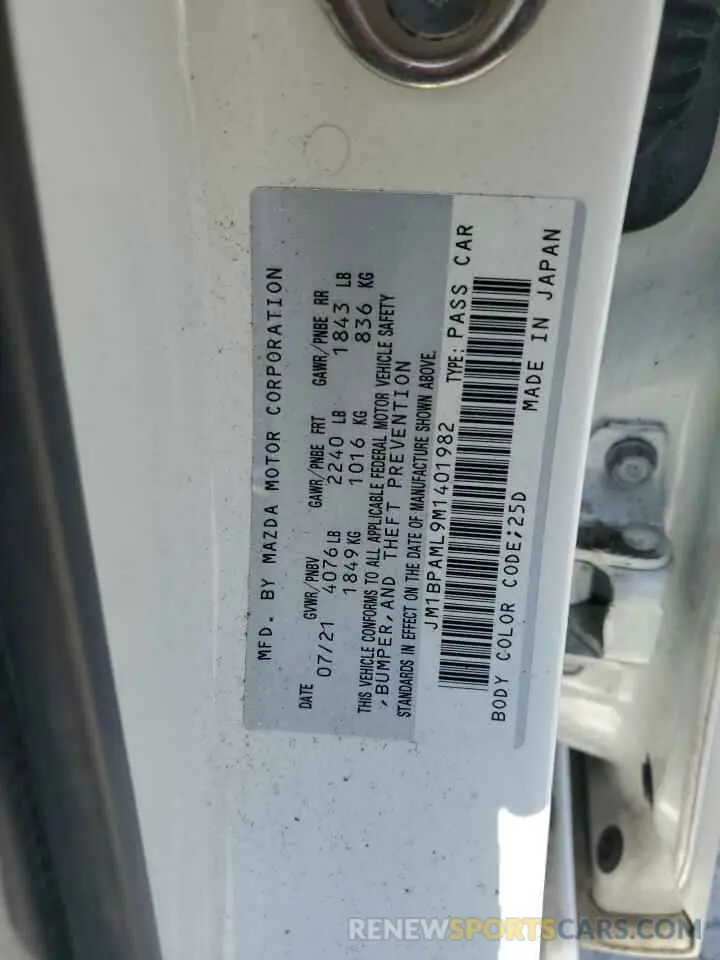 MFD. BY MAZDA MOTOR CORPORATION
DATE GVWR/PNBV GAWR/PNBE FRT GAWR/PNBE RR
07/21 4076 LB 2240 LB 1843 LB
1849 KG 1016 KG 836 KG
THIS VEHICLE CONFORMS TO ALL APPLICABLE FEDERAL MOTOR VEHICLE SAFETY
,BUMPER, AND THEFT PREVENTION
STANDARDS IN EFFECT ON THE DATE OF MANUFACTURE SHOWN ABOVE.
JM1BPAML9M1401982 TYPE: PASS CAR
BODY COLOR CODE;25D MADE IN JAPAN
RENEWSPORTSCARS.COM